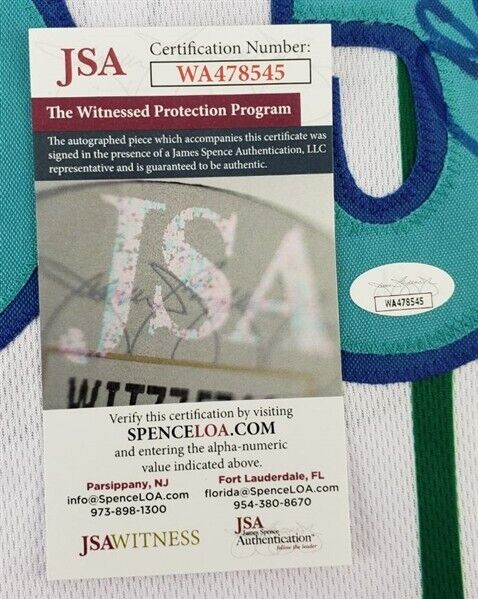 JSA
Certification Number:
WA478545
The Witnessed Protection Program
The autographed piece which accompanies this certificate was
signed in the presence of a James Spence Authentication, LLC
representative and is guaranteed to be authentic.
JSA
Verify this certification by visiting
SPENCELOA.COM
and entering the alpha-numeric
value indicated above.
Parsippany, NJ
info@SpenceLOA.com
973-898-1300
Fort Lauderdale, FL
florida@SpenceLOA.com
954-380-8670
JSAWITNESS
JSA
James Spence
Authentication
follow the leader
WA478545